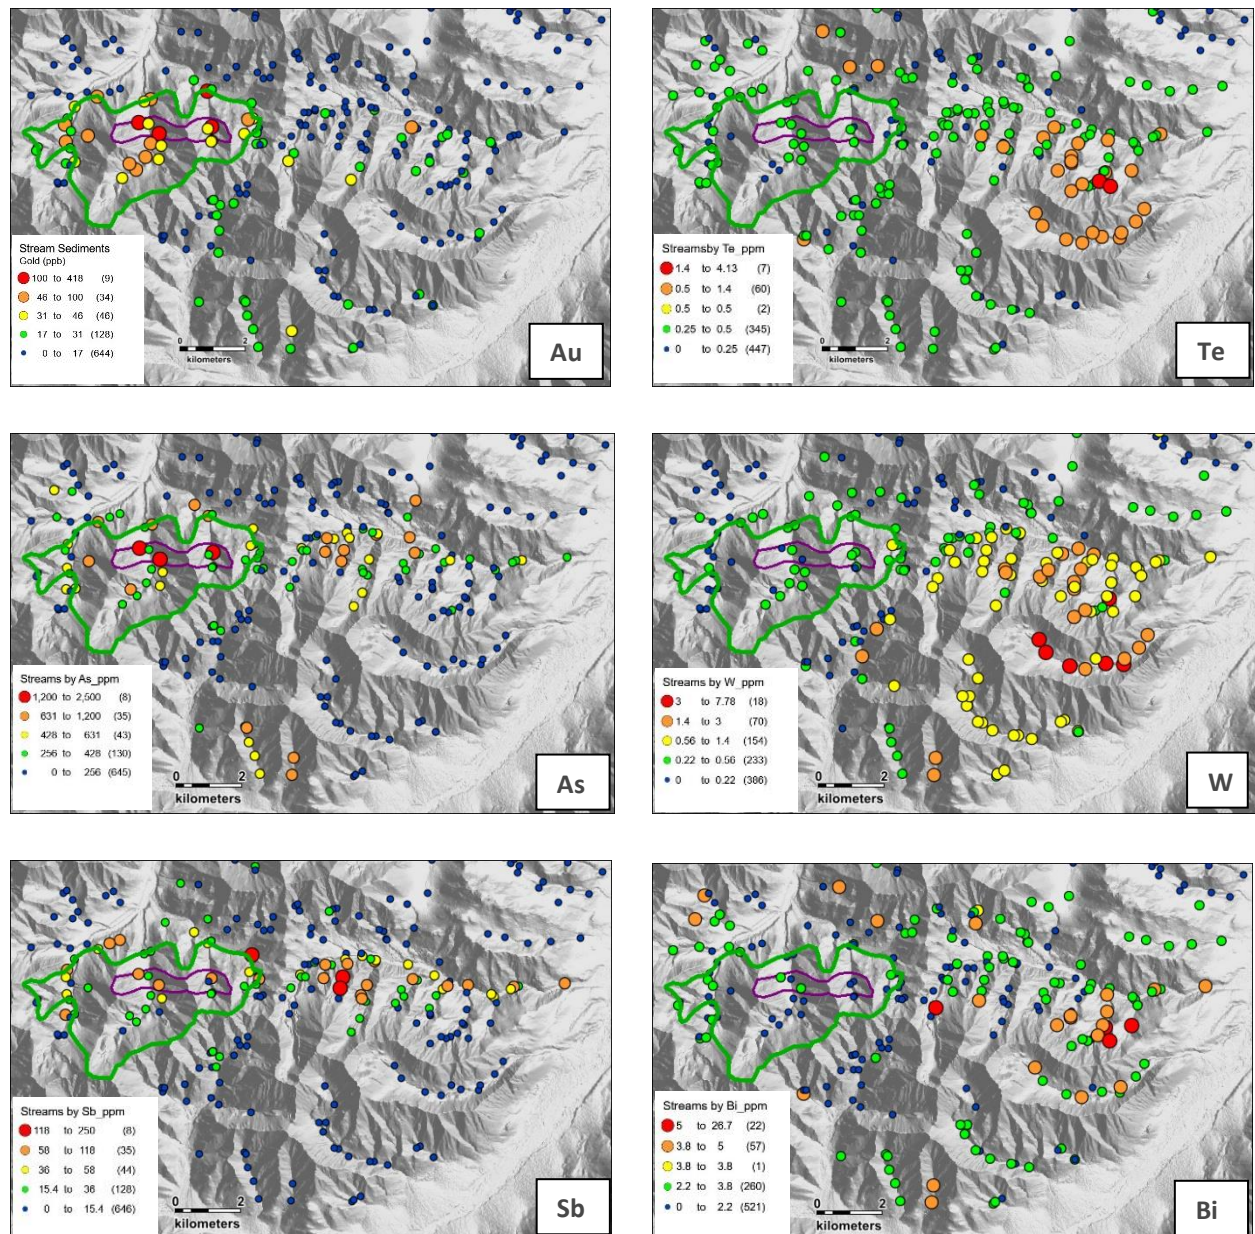 Stream Sediments
Gold (ppb)
100 to 418 (9)
46 to 100 (34)
31 to 46 (46)
17 to 31 (128)
0 to 17 (644)
0 2
kilometers
Au
Streamsby Te_ppm
1.4 to 4.13 (7)
0.5 to 1.4 (60)
0.5 to 0.5 (2)
0.25 to 0.5 (345)
0 to 0.25 (447)
0 2
kilometers
Te
Streams by As_ppm
1,200 to 2,500 (8)
631 to 1,200 (35)
428 to 631 (43)
256 to 428 (130)
0 to 256 (645)
0 2
kilometers
As
Streams by W_ppm
3 to 7.78 (18)
1.4 to 3 (70)
0.56 to 1.4 (154)
0.22 to 0.56 (233)
0 to 0.22 (386)
0 2
kilometers
W
Streams by Sb_ppm
118 to 250 (8)
58 to 118 (35)
36 to 58 (44)
15.4 to 36 (128)
0 to 15.4 (646)
0 2
kilometers
Sb
Streams by Bi_ppm
5 to 26.7 (22)
3.8 to 5 (57)
3.8 to 3.8 (1)
2.2 to 3.8 (260)
0 to 2.2 (521)
0 2
kilometers
Bi